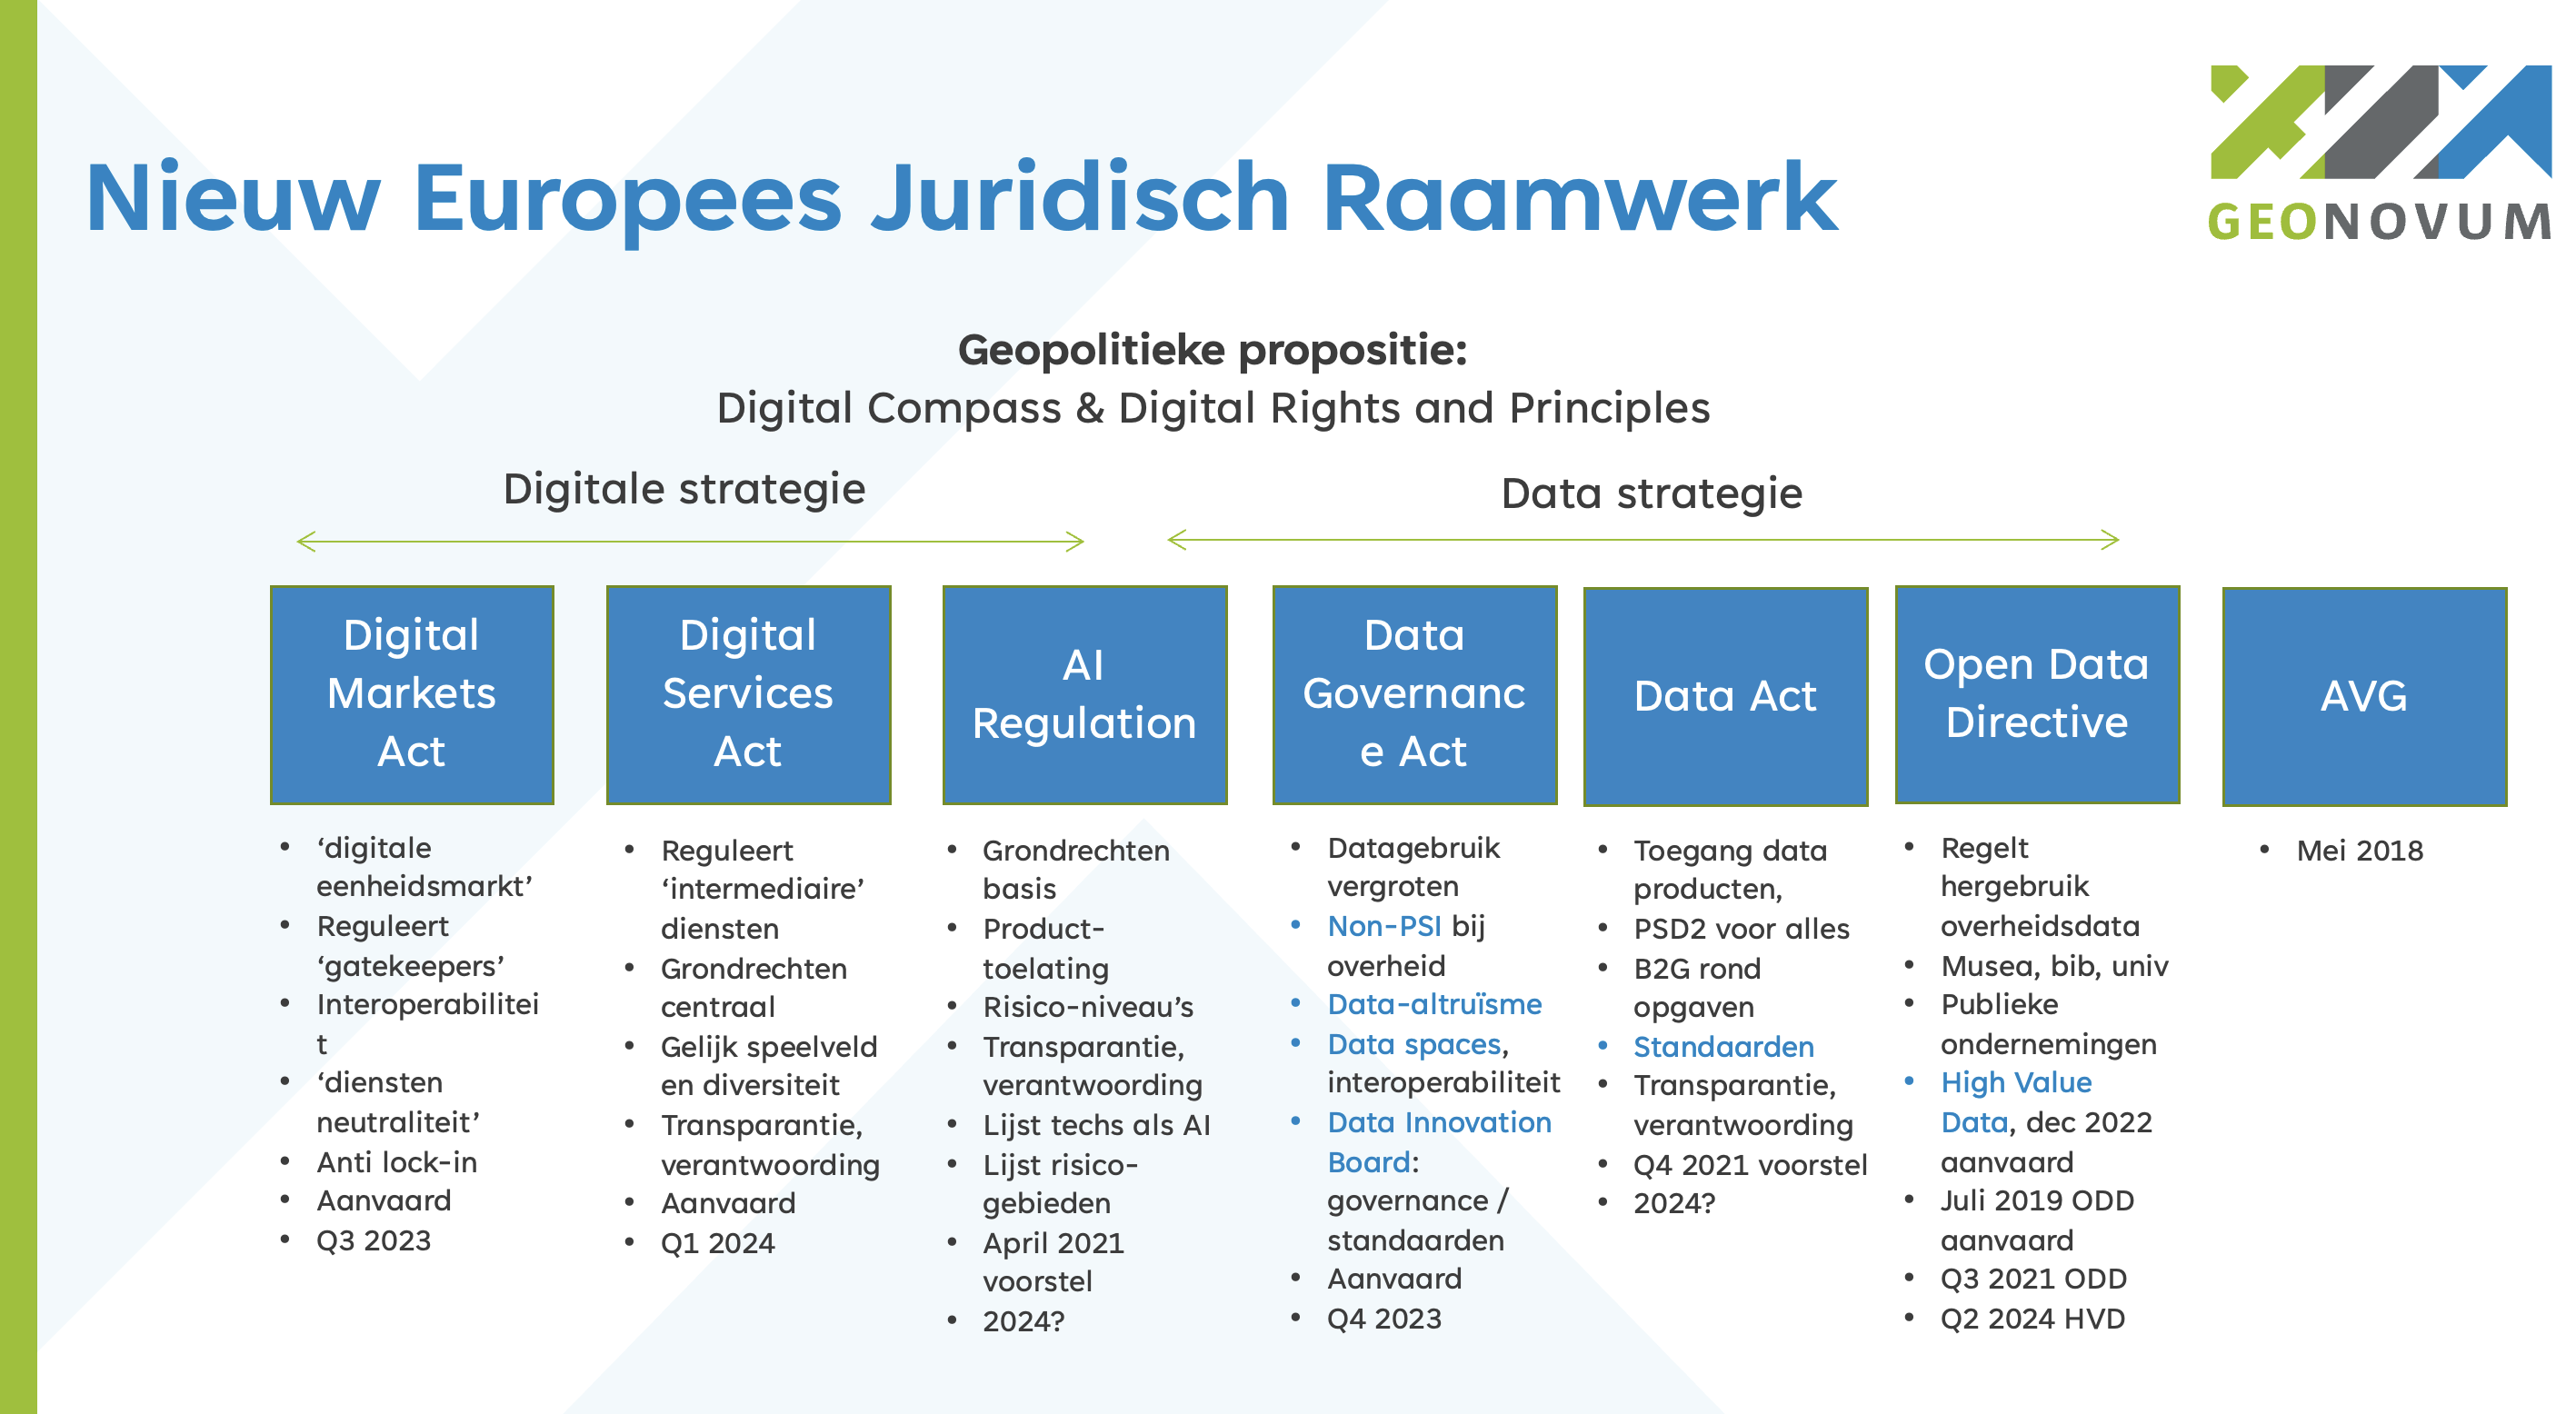 Nieuw Europees Juridisch Raamwerk
GEONOVUM
Geopolitieke propositie:
Digital Compass & Digital Rights and Principles
Digitale strategie
Data strategie
Digital
Markets
Act
• ‘digitale
eenheidsmarkt’
• Reguleert
‘gatekeepers’
• Interoperabilitei
t
• ‘diensten
neutraliteit’
• Anti lock-in
• Aanvaard
• Q3 2023
Digital
Services
Act
• Reguleert
‘intermediaire’
diensten
• Grondrechten
centraal
• Gelijk speelveld
en diversiteit
• Transparantie,
verantwoording
• Aanvaard
• Q1 2024
AI
Regulation
• Grondrechten
basis
• Product-
toelating
• Risico-niveau’s
• Transparantie,
verantwoording
• Lijst techs als AI
• Lijst risico-
gebieden
• April 2021
voorstel
• 2024?
Data
Governanc
e Act
• Datagebruik
vergroten
• Non-PSI bij
overheid
• Data-altruïsme
• Data spaces,
interoperabiliteit
• Data Innovation
Board:
governance /
standaarden
• Aanvaard
• Q4 2023
Data Act
• Toegang data
producten,
• PSD2 voor alles
• B2G rond
opgaven
• Standaarden
• Transparantie,
verantwoording
• Q4 2021 voorstel
• 2024?
Open Data
Directive
• Regelt
hergebruik
overheidsdata
• Musea, bib, univ
• Publieke
ondernemingen
• High Value
Data, dec 2022
aanvaard
• Juli 2019 ODD
aanvaard
• Q3 2021 ODD
• Q2 2024 HVD
AVG
• Mei 2018